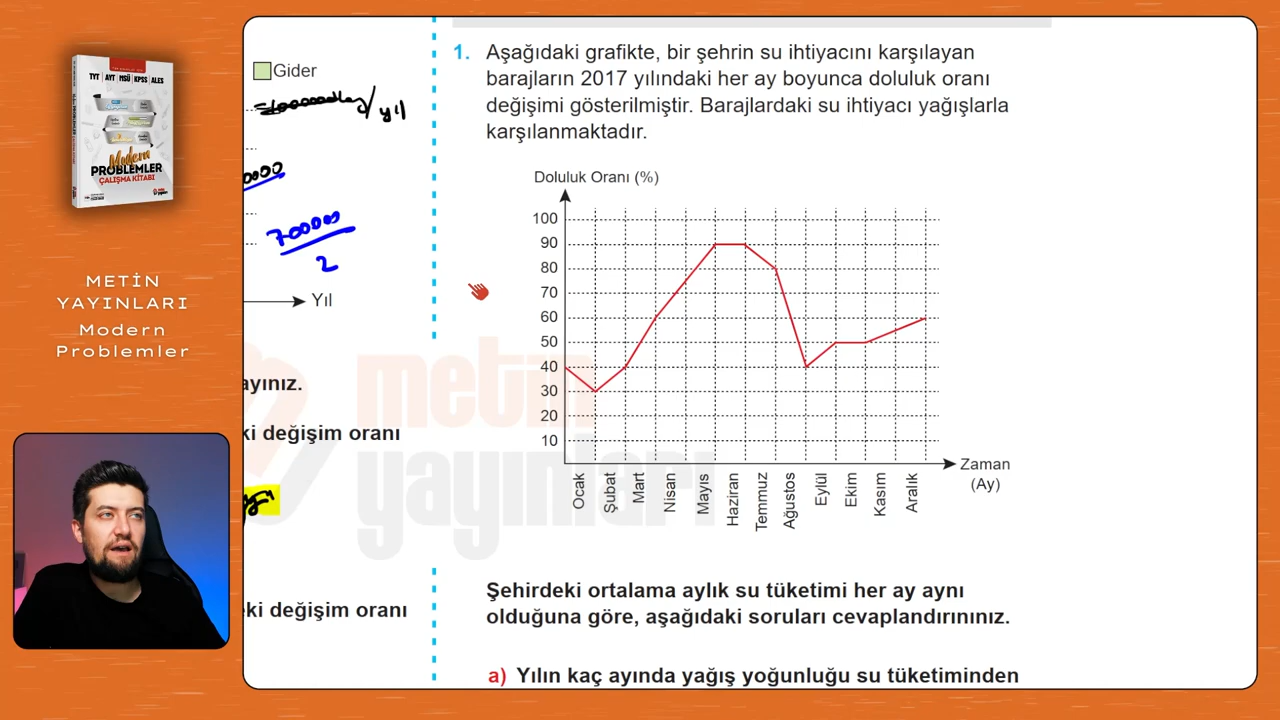 TYT AYT MSÜ KPSS ALES
Modern
PROBLEMLER
ÇALIŞMA KİTABI
METİN
YAYINLARI
Modern
Problemler
Gider
/yıl
0000
700000
2
Yıl
ayınız.
ki değişim oranı
eki değişim oranı
1. Aşağıdaki grafikte, bir şehrin su ihtiyacını karşılayan
barajların 2017 yılındaki her ay boyunca doluluk oranı
değişimi gösterilmiştir. Barajlardaki su ihtiyacı yağışlarla
karşılanmaktadır.
Doluluk Oranı (%)
100
90
80
70
60
50
40
30
20
10
Zaman
(Ay)
Ocak
Şubat
Mart
Nisan
Mayıs
Haziran
Temmuz
Ağustos
Eylül
Ekim
Kasım
Aralık
metin
yayınları
Şehirdeki ortalama aylık su tüketimi her ay aynı
olduğuna göre, aşağıdaki soruları cevaplandırınınız.
a) Yılın kaç ayında yağış yoğunluğu su tüketiminden